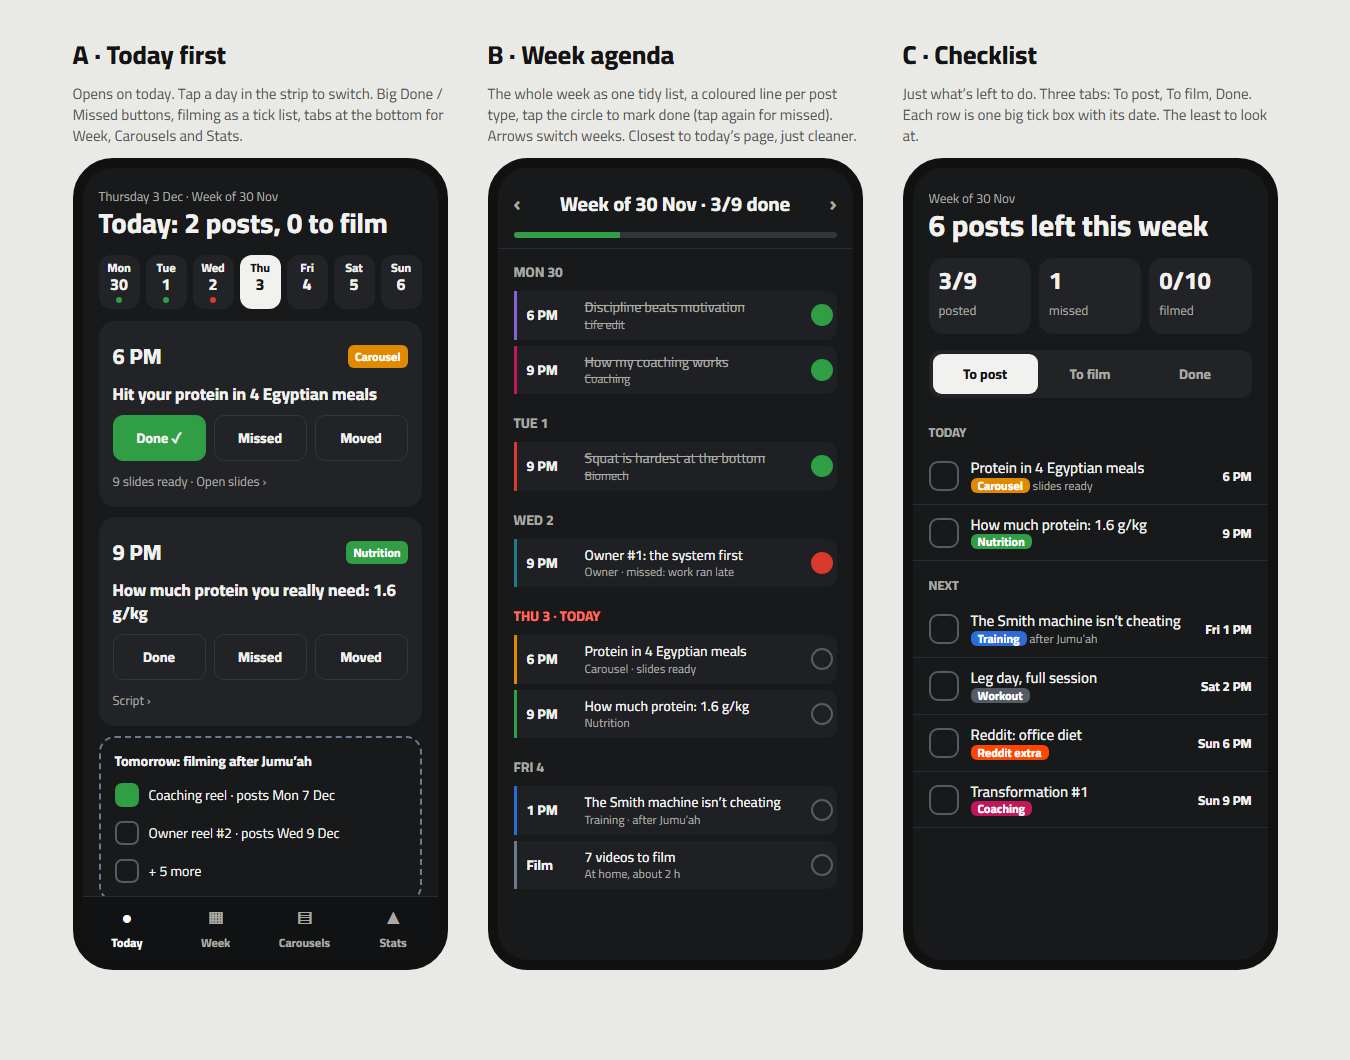 A · Today first
Opens on today. Tap a day in the strip to switch. Big Done /
Missed buttons, filming as a tick list, tabs at the bottom for
Week, Carousels and Stats.
Thursday 3 Dec · Week of 30 Nov
Today: 2 posts, 0 to film
Mon Tue Wed Thu Fri Sat Sun
30 1 2 3 4 5 6
6 PM Carousel
Hit your protein in 4 Egyptian meals
Done ✓ Missed Moved
9 slides ready · Open slides ›
9 PM Nutrition
How much protein you really need: 1.6
g/kg
Done Missed Moved
Script ›
Tomorrow: filming after Jumu’ah
Coaching reel · posts Mon 7 Dec
Owner reel #2 · posts Wed 9 Dec
+ 5 more
Today Week Carousels Stats
B · Week agenda
The whole week as one tidy list, a coloured line per post
type, tap the circle to mark done (tap again for missed).
Arrows switch weeks. Closest to today’s page, just cleaner.
‹ Week of 30 Nov · 3/9 done ›
MON 30
6 PM Discipline beats motivation
Life edit
9 PM How my coaching works
Coaching
TUE 1
9 PM Squat is hardest at the bottom
Biomech
WED 2
9 PM Owner #1: the system first
Owner · missed: work ran late
THU 3 · TODAY
6 PM Protein in 4 Egyptian meals
Carousel · slides ready
9 PM How much protein: 1.6 g/kg
Nutrition
FRI 4
1 PM The Smith machine isn’t cheating
Training · after Jumu’ah
Film 7 videos to film
At home, about 2 h
C · Checklist
Just what’s left to do. Three tabs: To post, To film, Done.
Each row is one big tick box with its date. The least to look
at.
Week of 30 Nov
6 posts left this week
3/9 1 0/10
posted missed filmed
To post To film Done
TODAY
Protein in 4 Egyptian meals 6 PM
Carousel slides ready
How much protein: 1.6 g/kg 9 PM
Nutrition
NEXT
The Smith machine isn’t cheating Fri 1 PM
Training after Jumu’ah
Leg day, full session Sat 2 PM
Workout
Reddit: office diet Sun 6 PM
Reddit extra
Transformation #1 Sun 9 PM
Coaching